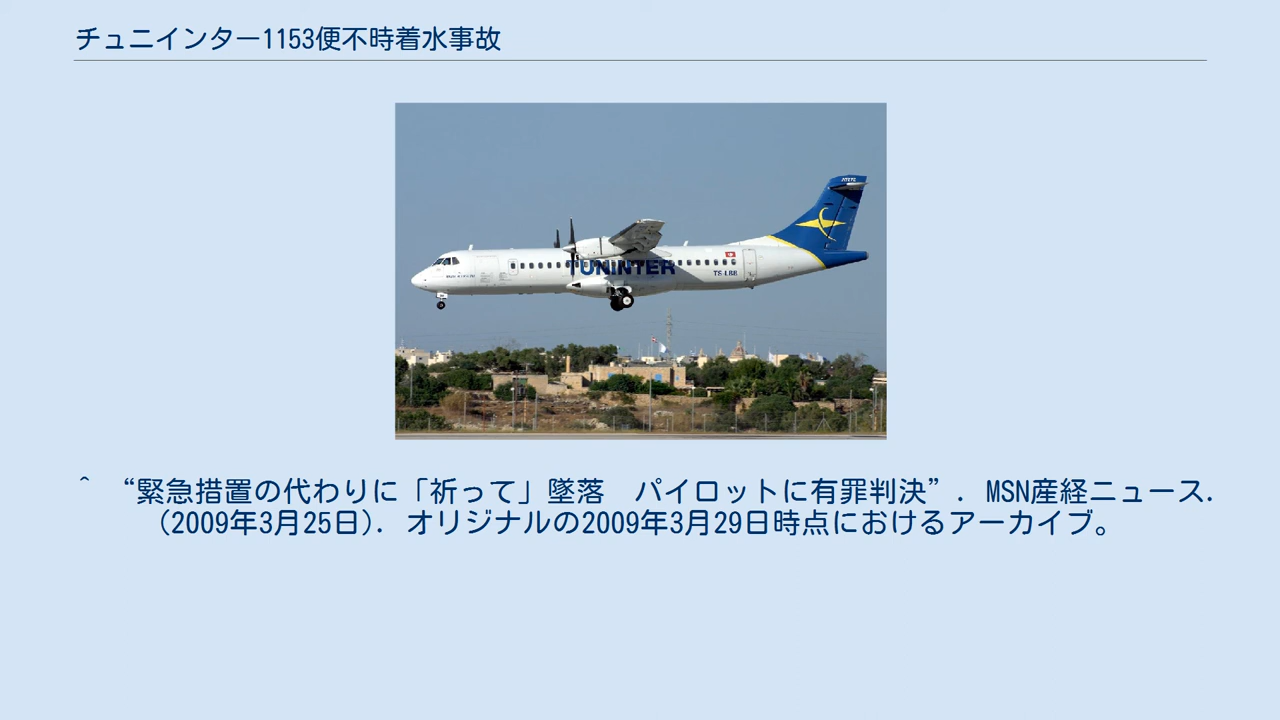 チュニインター1153便不時着水事故
TUNINTER
TS-LBB
^ “緊急措置の代わりに「祈って」墜落　パイロットに有罪判決”. MSN産経ニュース.
(2009年3月25日). オリジナルの2009年3月29日時点におけるアーカイブ。